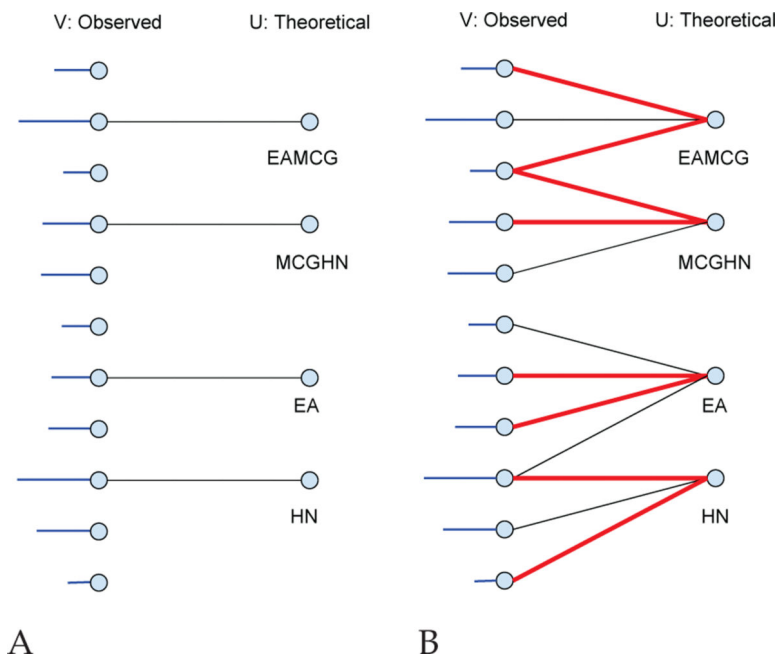 V: Observed U: Theoretical V: Observed U: Theoretical
EAMCG EAMCG
MCGHN MCGHN
EA EA
HN HN
A B